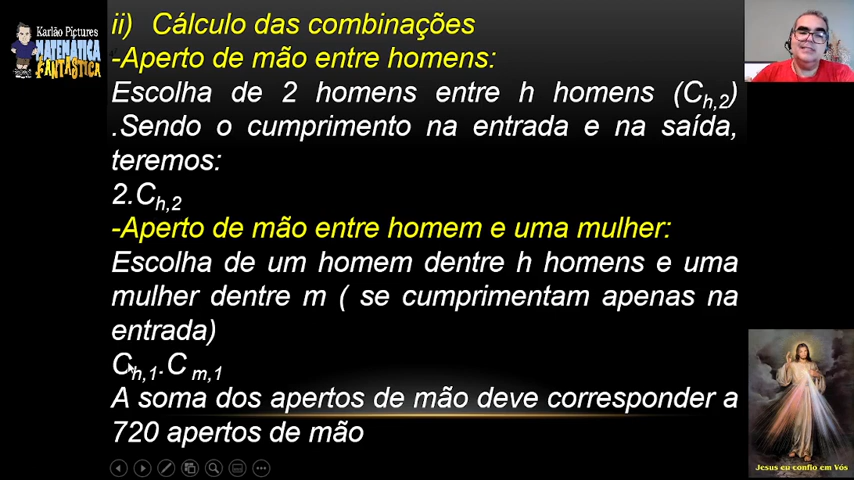 Karlão Pictures
MATEMÁTICA
FANTÁSTICA
ii) Cálculo das combinações
-Aperto de mão entre homens:
Escolha de 2 homens entre h homens (Ch,2)
.Sendo o cumprimento na entrada e na saída,
teremos:
2.Ch,2
-Aperto de mão entre homem e uma mulher:
Escolha de um homem dentre h homens e uma
mulher dentre m ( se cumprimentam apenas na
entrada)
Ch,1.C m,1
A soma dos apertos de mão deve corresponder a
720 apertos de mão
Jesus eu confio em Vós